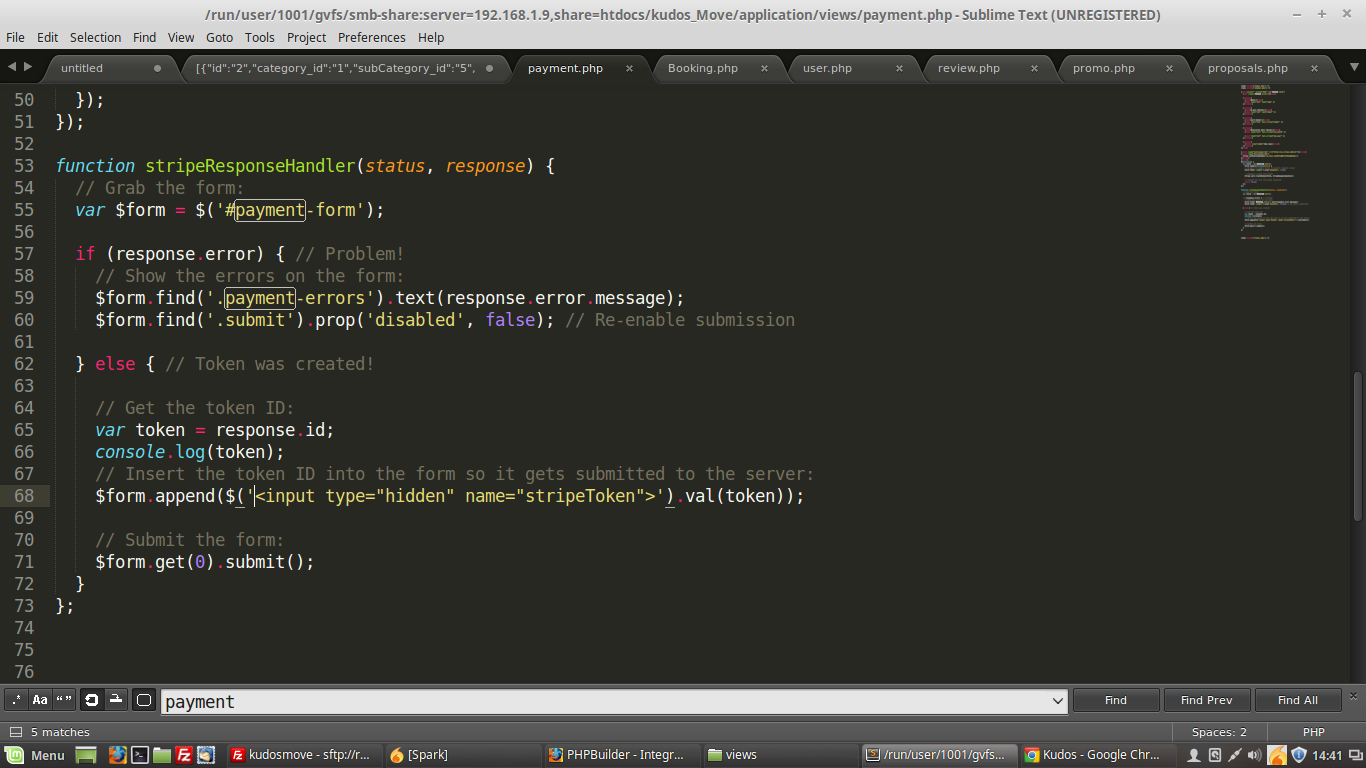 /run/user/1001/gvfs/smb-share:server=192.168.1.9,share=htdocs/kudos_Move/application/views/payment.php - Sublime Text (UNREGISTERED)
File Edit Selection Find View Goto Tools Project Preferences Help
untitled [{"id":"2","category_id":"1","subCategory_id":"5", payment.php Booking.php user.php review.php promo.php proposals.php
50 });
51 });
52
53 function stripeResponseHandler(status, response) {
54 // Grab the form:
55 var $form = $('#payment-form');
56
57 if (response.error) { // Problem!
58 // Show the errors on the form:
59 $form.find('.payment-errors').text(response.error.message);
60 $form.find('.submit').prop('disabled', false); // Re-enable submission
61
62 } else { // Token was created!
63
64 // Get the token ID:
65 var token = response.id;
66 console.log(token);
67 // Insert the token ID into the form so it gets submitted to the server:
68 $form.append($('<input type="hidden" name="stripeToken">').val(token));
69
70 // Submit the form:
71 $form.get(0).submit();
72 }
73 };
74
75
76
.* Aa “” payment Find Find Prev Find All
5 matches Spaces: 2 PHP
Menu kudosmove - sftp://r... [Spark] PHPBuilder - Integr... views /run/user/1001/gvfs... Kudos - Google Chr... 14:41